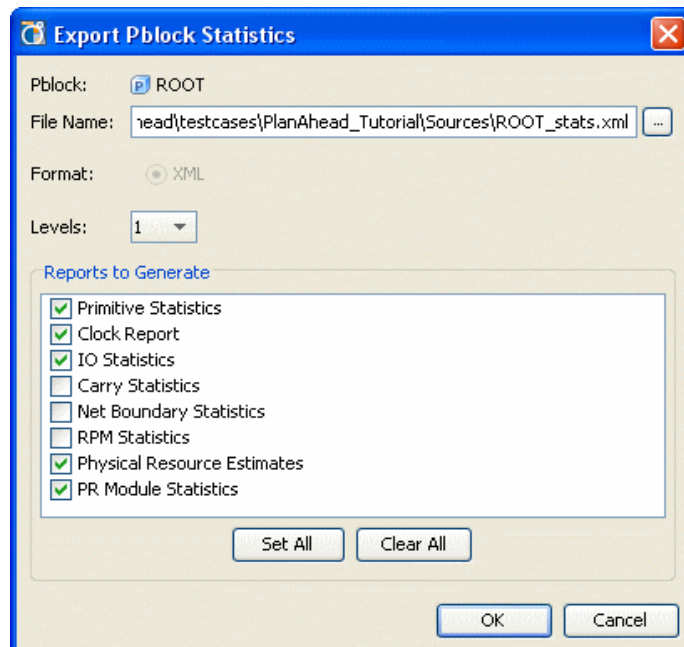 Export Pblock Statistics
Pblock: ROOT
File Name: nead\testcases\PlanAhead_Tutorial\Sources\ROOT_stats.xml ...
Format: XML
Levels: 1
Reports to Generate
Primitive Statistics
Clock Report
IO Statistics
Carry Statistics
Net Boundary Statistics
RPM Statistics
Physical Resource Estimates
PR Module Statistics
Set All Clear All
OK Cancel